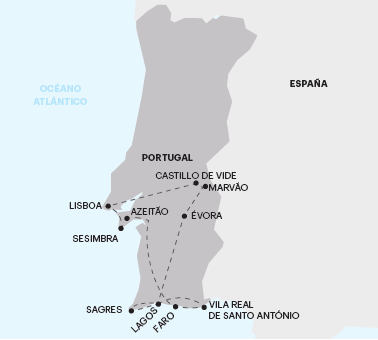 OCÉANO
ATLÁNTICO
ESPAÑA
PORTUGAL
CASTILLO DE VIDE
MARVÃO
LISBOA
AZEITÃO
ÉVORA
SESIMBRA
SAGRES
LAGOS
FARO
VILA REAL
DE SANTO ANTÓNIO